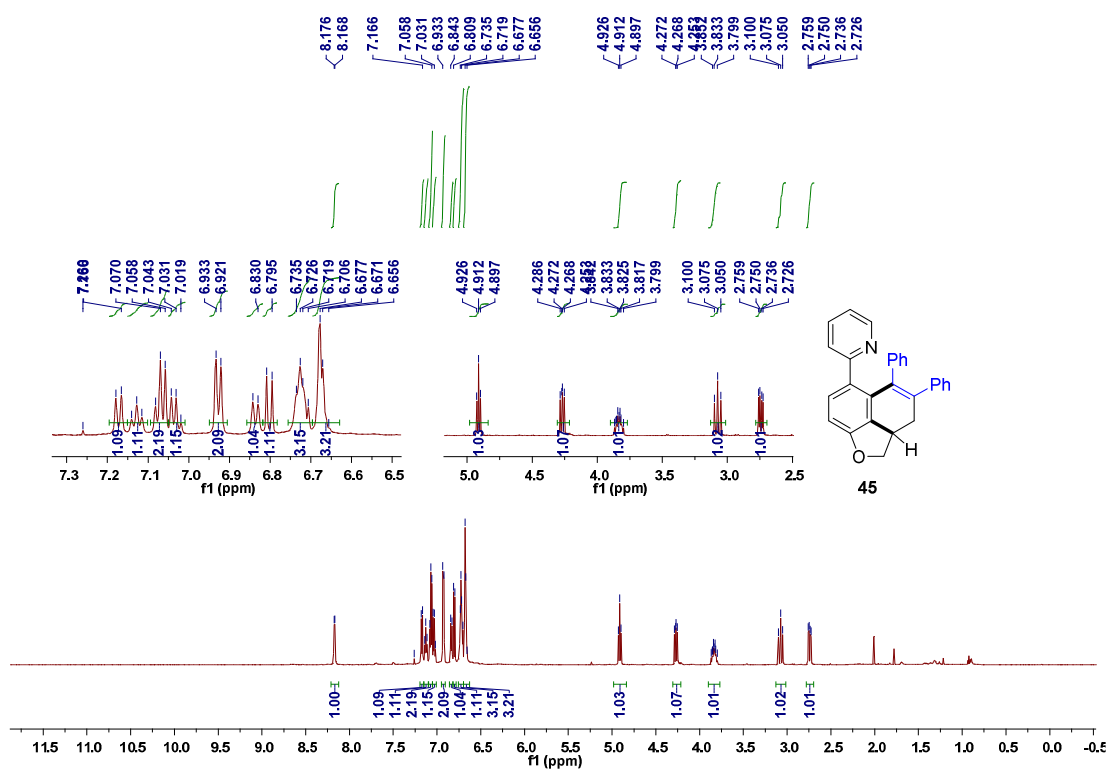 8.176 8.168 7.166 7.058 7.031 6.933 6.843 6.809 6.735 6.719 6.677 6.656 4.926 4.912 4.897 4.272 4.268 4.253 3.852 3.833 3.799 3.100 3.075 3.050 2.759 2.750 2.736 2.726
7.260 7.070 7.058 7.043 7.031 7.019 6.933 6.921 6.830 6.795 6.735 6.726 6.719 6.706 6.677 6.671 6.656 4.926 4.912 4.897 4.286 4.272 4.268 4.253 3.842 3.833 3.825 3.817 3.799 3.100 3.075 3.050 2.759 2.750 2.736 2.726
N Ph
Ph
O H
45
1.09 1.11 2.19 1.15 2.09 1.04 1.11 3.15 3.21 1.03 1.07 1.01 1.02 1.01
7.3 7.2 7.1 7.0 6.9 6.8 6.7 6.6 6.5 5.0 4.5 4.0 3.5 3.0 2.5
f1 (ppm) f1 (ppm)
1.00 1.09 1.11 2.19 1.15 2.09 1.04 1.11 3.15 3.21 1.03 1.07 1.01 1.02 1.01
11.5 11.0 10.5 10.0 9.5 9.0 8.5 8.0 7.5 7.0 6.5 6.0 5.5 5.0 4.5 4.0 3.5 3.0 2.5 2.0 1.5 1.0 0.5 0.0
f1 (ppm)